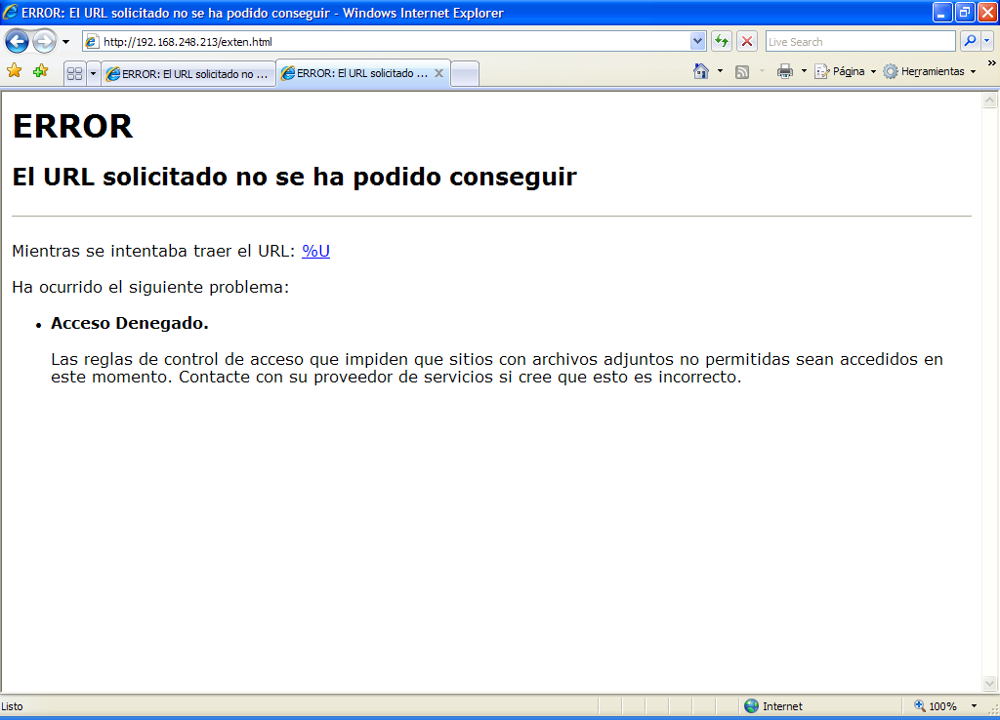 ERROR: El URL solicitado no se ha podido conseguir - Windows Internet Explorer
http://192.168.248.213/exten.html
Live Search
ERROR: El URL solicitado no ...
ERROR: El URL solicitado ...
Página
Herramientas
»
ERROR
El URL solicitado no se ha podido conseguir
Mientras se intentaba traer el URL: %U
Ha ocurrido el siguiente problema:
• Acceso Denegado.
Las reglas de control de acceso que impiden que sitios con archivos adjuntos no permitidas sean accedidos en
este momento. Contacte con su proveedor de servicios si cree que esto es incorrecto.
Listo
Internet
100%